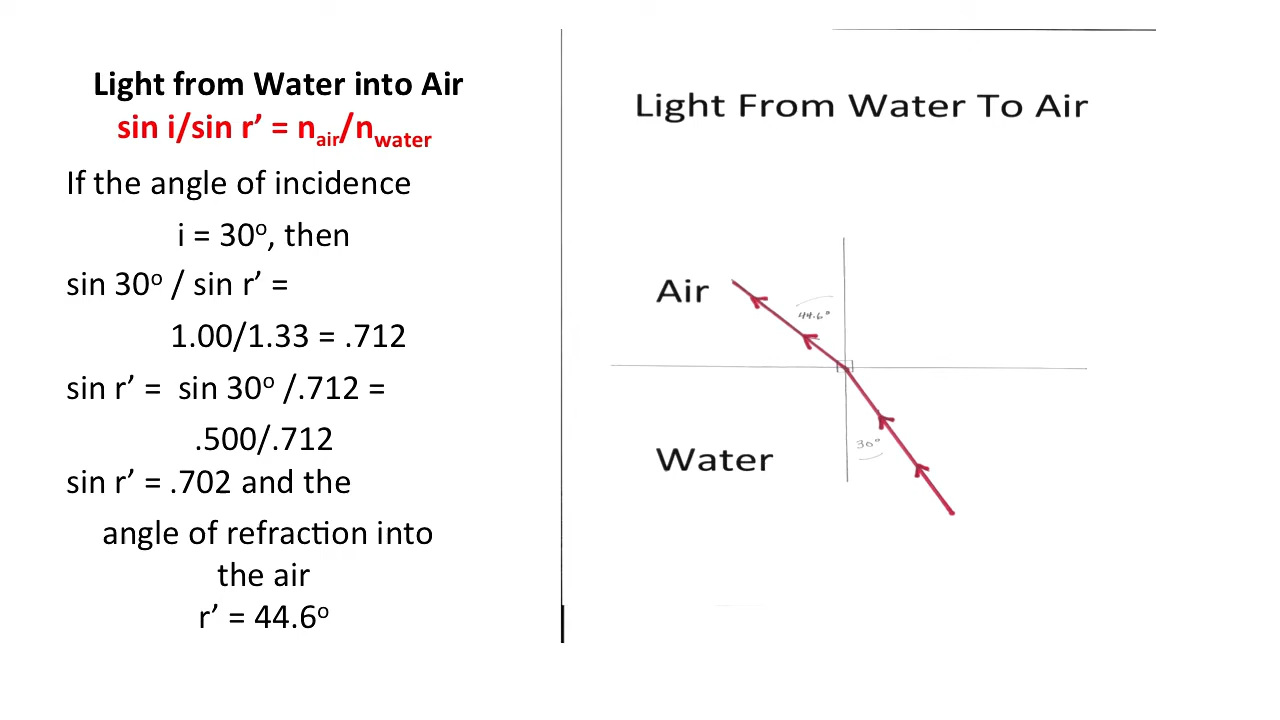 Light from Water into Air
sin i/sin r’ = nair/nwater
If the angle of incidence
i = 30º, then
sin 30º / sin r’ =
1.00/1.33 = .712
sin r’ = sin 30º /.712 =
.500/.712
sin r’ = .702 and the
angle of refraction into
the air
r’ = 44.6º
Light From Water To Air
Air
44.6°
30°
Water